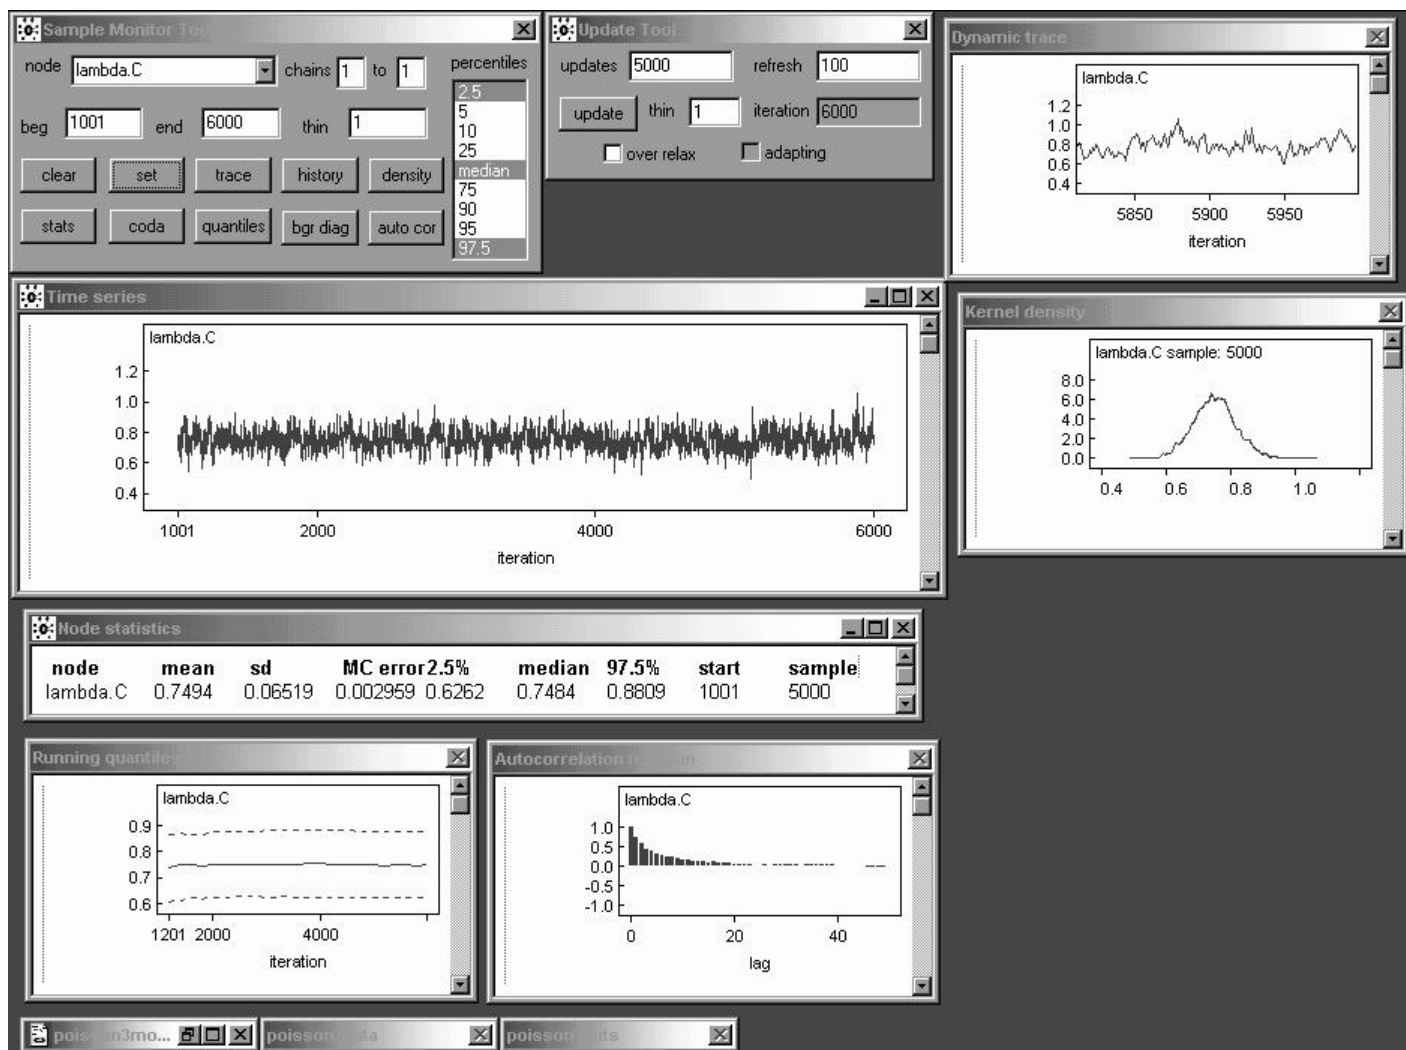 Sample Monitor Tool
node lambda.C chains 1 to 1 percentiles
beg 1001 end 6000 thin 1
2.5
5
10
25
median
75
90
95
97.5
clear set trace history density
stats coda quantiles bgr diag auto cor
Update Tool
updates 5000 refresh 100
update thin 1 iteration 6000
over relax adapting
Dynamic trace
lambda.C
1.2
1.0
0.8
0.6
0.4
5850 5900 5950
iteration
Time series
lambda.C
1.2
1.0
0.8
0.6
0.4
1001 2000 4000 6000
iteration
Kernel density
lambda.C sample: 5000
8.0
6.0
4.0
2.0
0.0
0.4 0.6 0.8 1.0
Node statistics
node mean sd MC error 2.5% median 97.5% start sample
lambda.C 0.7494 0.06519 0.002959 0.6262 0.7484 0.8809 1001 5000
Running quantiles
lambda.C
0.9
0.8
0.7
0.6
1201 2000 4000
iteration
Autocorrelation function
lambda.C
1.0
0.5
0.0
-0.5
-1.0
0 20 40
lag